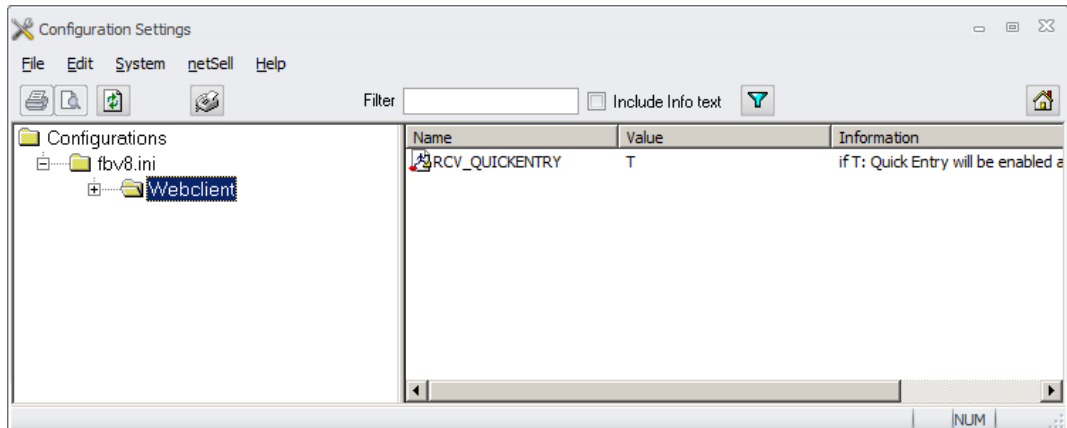 Configuration Settings
File Edit System netSell Help
Filter Include Info text
Configurations
fbv8.ini
Webclient
Name Value Information
RCV_QUICKENTRY T if T: Quick Entry will be enabled a
NUM